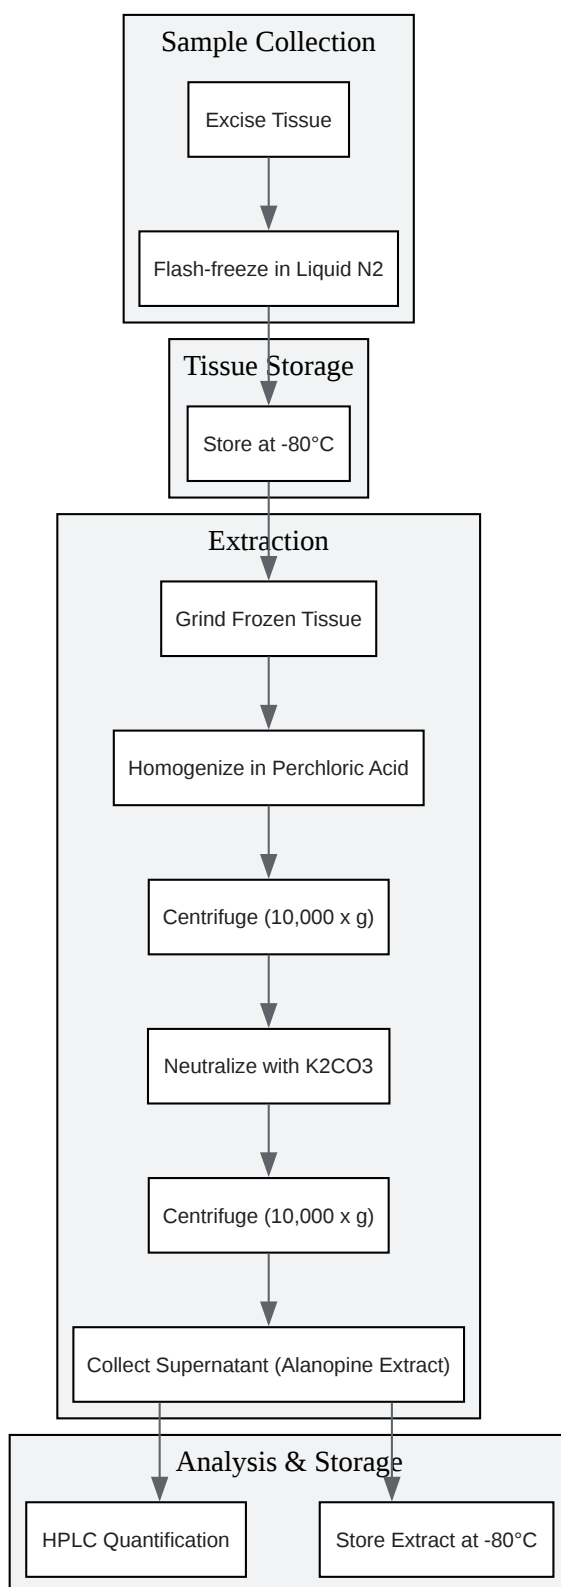 Sample Collection
Excise Tissue
Flash-freeze in Liquid N2
Tissue Storage
Store at -80°C
Extraction
Grind Frozen Tissue
Homogenize in Perchloric Acid
Centrifuge (10,000 x g)
Neutralize with K2CO3
Centrifuge (10,000 x g)
Collect Supernatant (Alanopine Extract)
Analysis & Storage
HPLC Quantification
Store Extract at -80°C